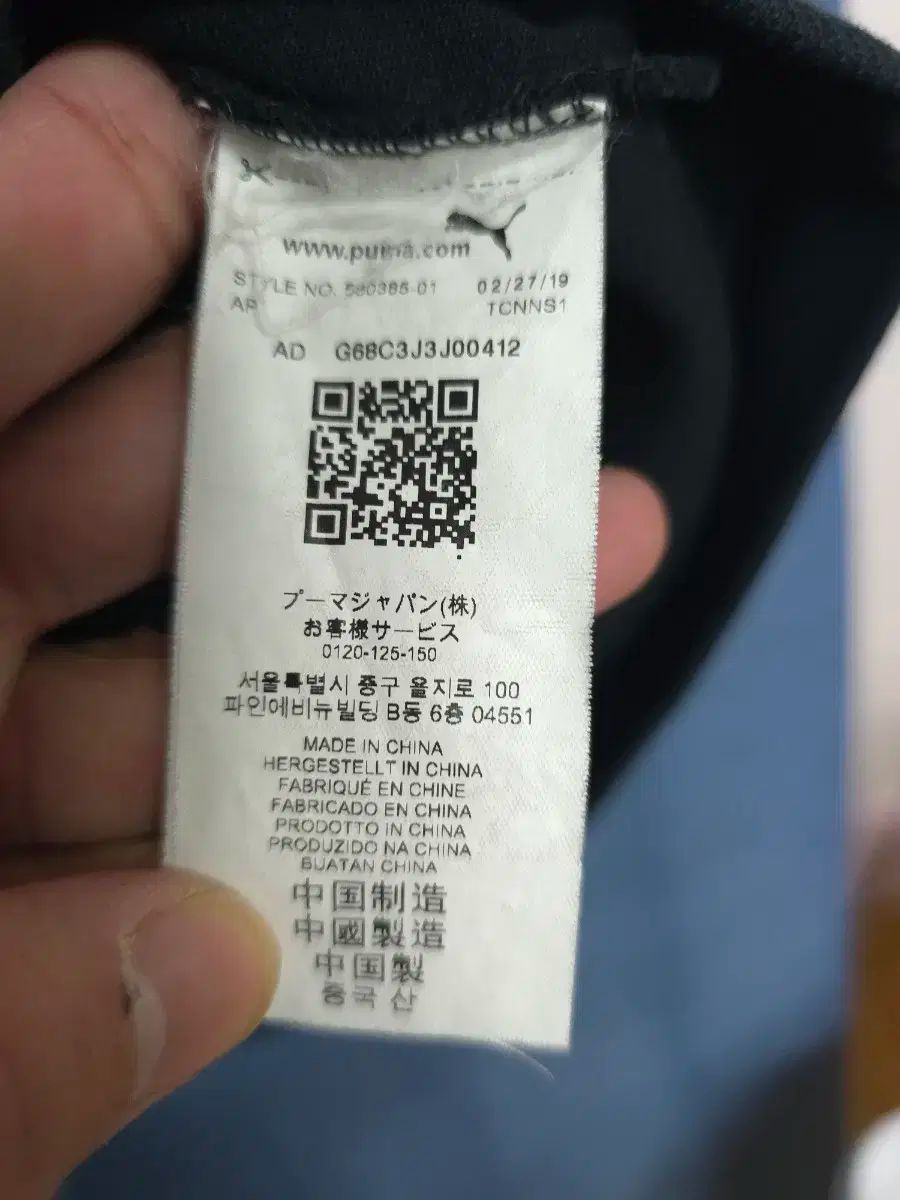 www.puma.com
STYLE NO. 580385-01 02/27/19
AP TCNNS1
AD G68C3J3J00412
プーマジャパン(株)
お客様サービス
0120-125-150
서울특별시 중구 을지로 100
파인에비뉴빌딩 B동 6층 04551
MADE IN CHINA
HERGESTELLT IN CHINA
FABRIQUÉ EN CHINE
FABRICADO EN CHINA
PRODOTTO IN CHINA
PRODUZIDO NA CHINA
BUATAN CHINA
中国制造
中國製造
中国製
중국산